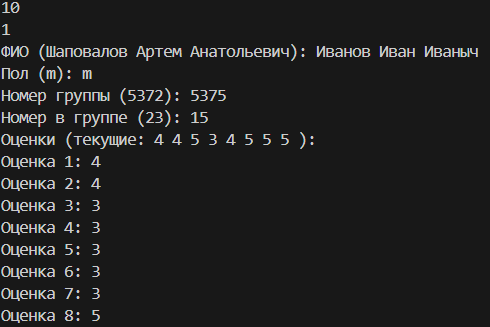 10
1
ФИО (Шаповалов Артем Анатольевич): Иванов Иван Иваныч
Пол (m): m
Номер группы (5372): 5375
Номер в группе (23): 15
Оценки (текущие: 4 4 5 3 4 5 5 5 ):
Оценка 1: 4
Оценка 2: 4
Оценка 3: 3
Оценка 4: 3
Оценка 5: 3
Оценка 6: 3
Оценка 7: 3
Оценка 8: 5